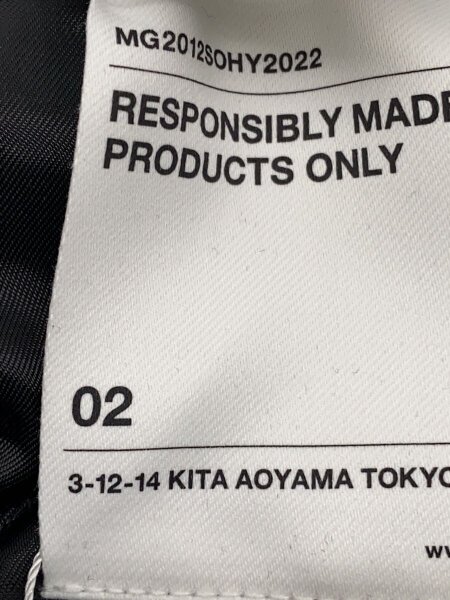 MG2012SOHY2022
RESPONSIBLY MADE
PRODUCTS ONLY
02
3-12-14 KITA AOYAMA TOKYO